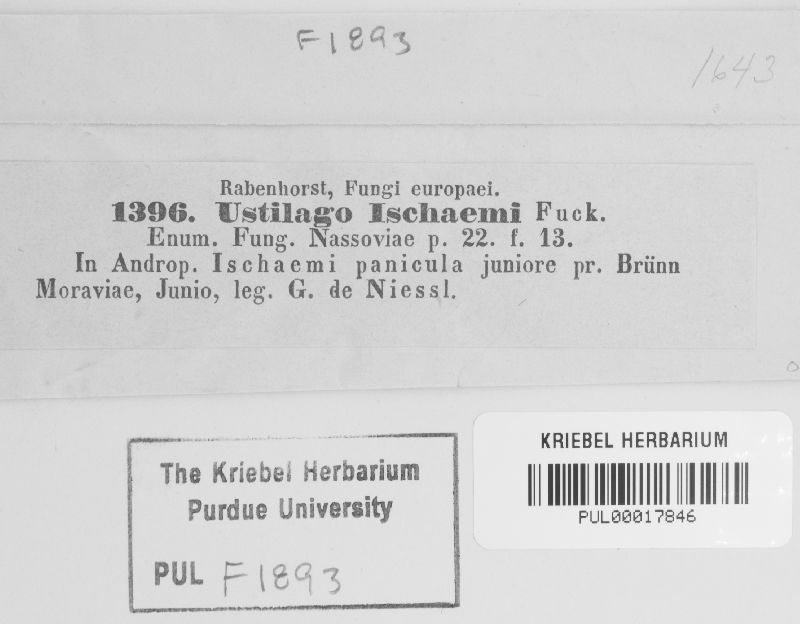 F1893
1643
Rabenhorst, Fungi europaei.
1396. Ustilago Ischaemi Fuck.
Enum. Fung. Nassoviae p. 22. f. 13.
In Androp. Ischaemi panicula juniore pr. Brünn
Moraviae, Junio, leg. G. de Niessl.
KRIEBEL HERBARIUM
PUL00017846
The Kriebel Herbarium
Purdue University
PUL F1893